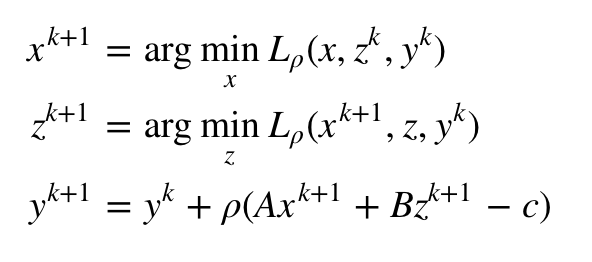 x^{k+1} = arg min_x L_ρ(x, z^k, y^k)
z^{k+1} = arg min_z L_ρ(x^{k+1}, z, y^k)
y^{k+1} = y^k + ρ(Ax^{k+1} + Bz^{k+1} − c)